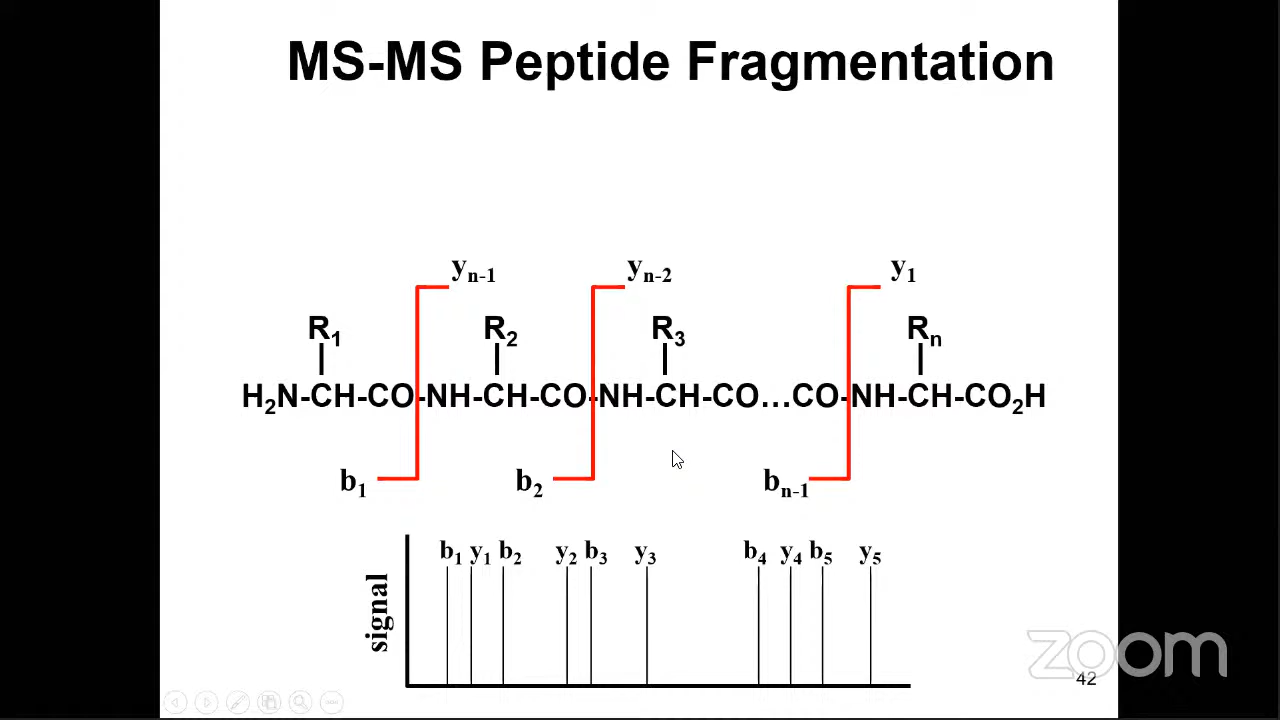 MS-MS Peptide Fragmentation
yn-1 yn-2 y1
R1 R2 R3 Rn
H2N-CH-CO-NH-CH-CO-NH-CH-CO…CO-NH-CH-CO2H
b1 b2 bn-1
b1 y1 b2 y2 b3 y3 b4 y4 b5 y5
signal
zoom
42